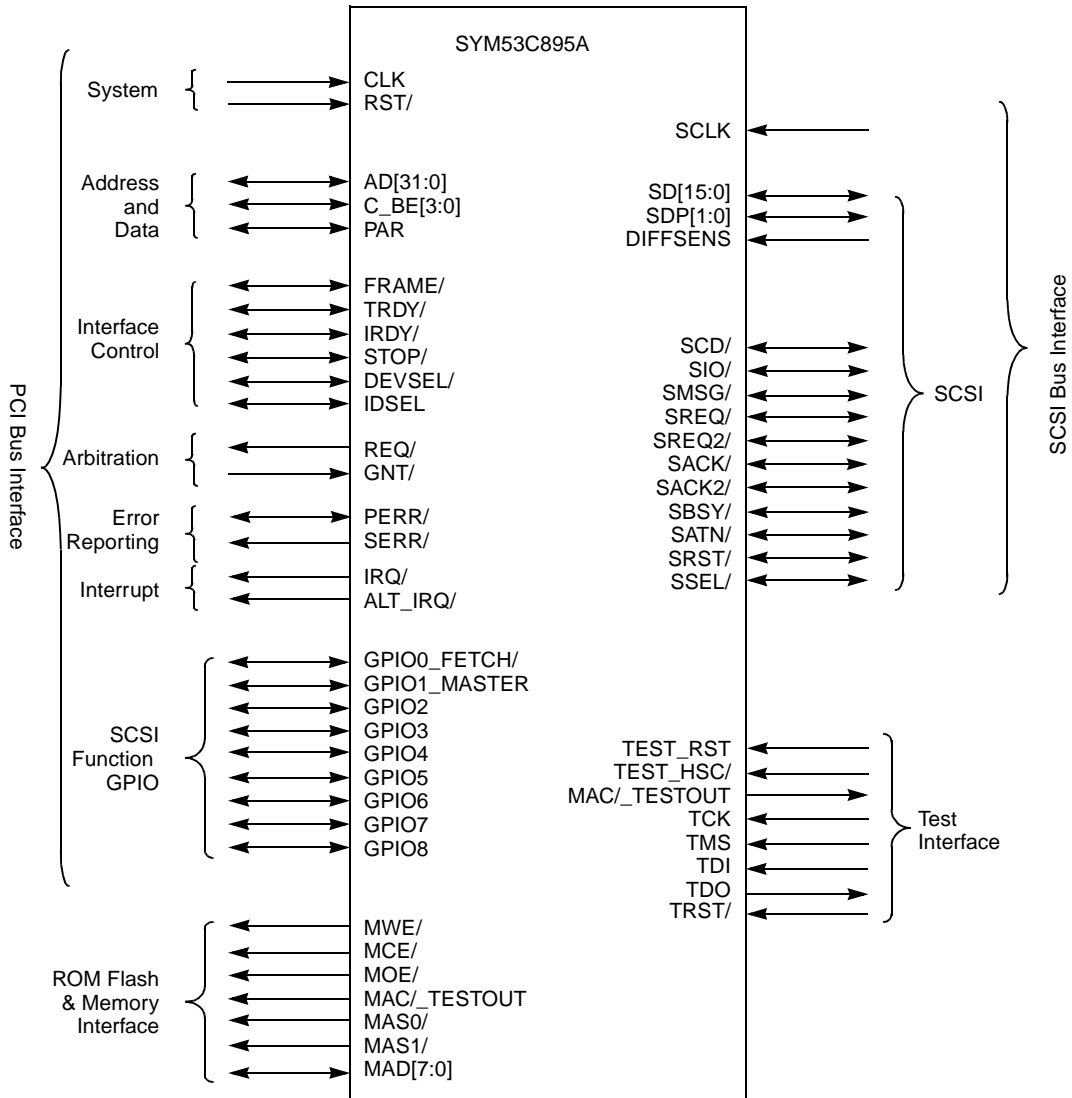 SYM53C895A
PCI Bus Interface
System
CLK
RST/
Address
and
Data
AD[31:0]
C_BE[3:0]
PAR
Interface
Control
FRAME/
TRDY/
IRDY/
STOP/
DEVSEL/
IDSEL
Arbitration
REQ/
GNT/
Error
Reporting
PERR/
SERR/
Interrupt
IRQ/
ALT_IRQ/
SCSI
Function
GPIO
GPIO0_FETCH/
GPIO1_MASTER
GPIO2
GPIO3
GPIO4
GPIO5
GPIO6
GPIO7
GPIO8
ROM Flash
& Memory
Interface
MWE/
MCE/
MOE/
MAC/_TESTOUT
MAS0/
MAS1/
MAD[7:0]
SCLK
SD[15:0]
SDP[1:0]
DIFFSENS
SCD/
SIO/
SMSG/
SREQ/
SREQ2/
SACK/
SACK2/
SBSY/
SATN/
SRST/
SSEL/
SCSI
SCSI Bus Interface
TEST_RST
TEST_HSC/
MAC/_TESTOUT
TCK
TMS
TDI
TDO
TRST/
Test
Interface